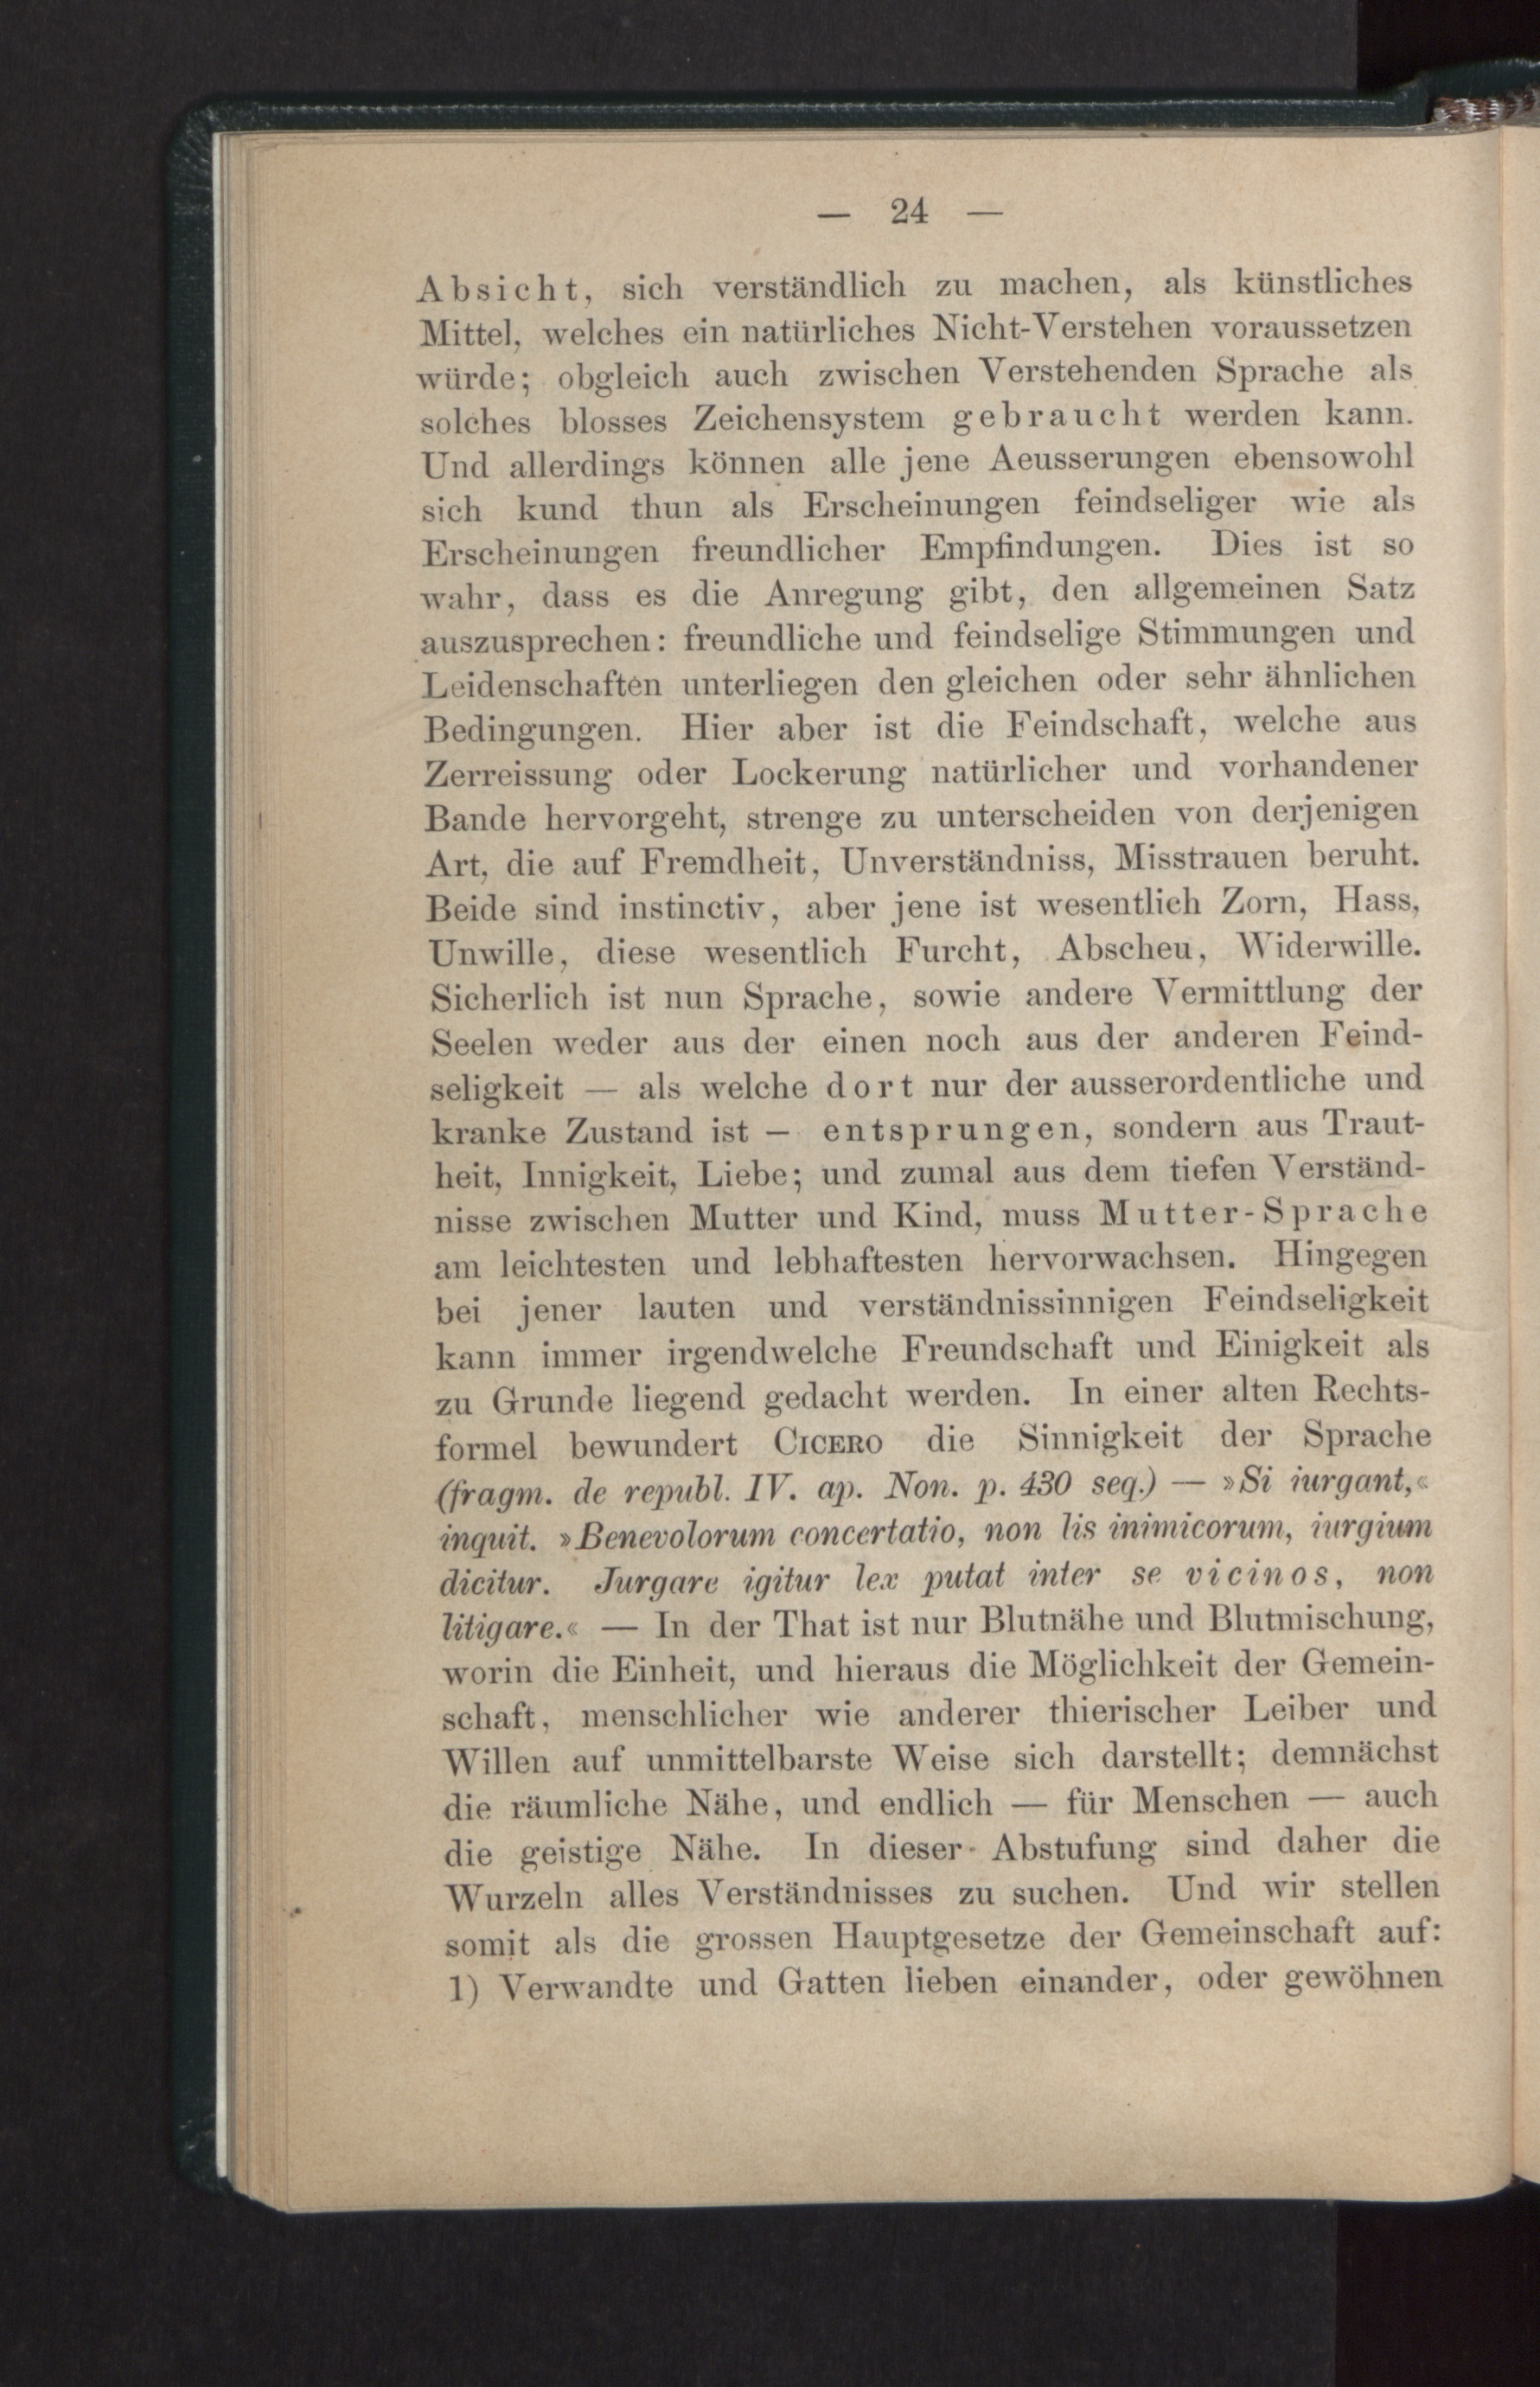 — 24 —
Absicht, sich verständlich zu machen, als künstliches
Mittel, welches ein natürliches Nicht-Verstehen voraussetzen
würde; obgleich auch zwischen Verstehenden Sprache als
solches blosses Zeichensystem gebraucht werden kann.
Und allerdings können alle jene Aeusserungen ebensowohl
sich kund thun als Erscheinungen feindseliger wie als
Erscheinungen freundlicher Empfindungen. Dies ist so
wahr, dass es die Anregung gibt, den allgemeinen Satz
auszusprechen: freundliche und feindselige Stimmungen und
Leidenschaften unterliegen den gleichen oder sehr ähnlichen
Bedingungen. Hier aber ist die Feindschaft, welche aus
Zerreissung oder Lockerung natürlicher und vorhandener
Bande hervorgeht, strenge zu unterscheiden von derjenigen
Art, die auf Fremdheit, Unverständniss, Misstrauen beruht.
Beide sind instinctiv, aber jene ist wesentlich Zorn, Hass,
Unwille, diese wesentlich Furcht, Abscheu, Widerwille.
Sicherlich ist nun Sprache, sowie andere Vermittlung der
Seelen weder aus der einen noch aus der anderen Feind-
seligkeit — als welche dort nur der ausserordentliche und
kranke Zustand ist — entsprungen, sondern aus Traut-
heit, Innigkeit, Liebe; und zumal aus dem tiefen Verständ-
nisse zwischen Mutter und Kind, muss Mutter-Sprache
am leichtesten und lebhaftesten hervorwachsen. Hingegen
bei jener lauten und verständnissinnigen Feindseligkeit
kann immer irgendwelche Freundschaft und Einigkeit als
zu Grunde liegend gedacht werden. In einer alten Rechts-
formel bewundert CICERO die Sinnigkeit der Sprache
(fragm. de republ. IV. ap. Non. p. 430 seq.) — »Si iurgant,«
inquit. »Benevolorum concertatio, non lis inimicorum, iurgium
dicitur. Jurgare igitur lex putat inter se vicinos, non
litigare.« — In der That ist nur Blutnähe und Blutmischung,
worin die Einheit, und hieraus die Möglichkeit der Gemein-
schaft, menschlicher wie anderer thierischer Leiber und
Willen auf unmittelbarste Weise sich darstellt; demnächst
die räumliche Nähe, und endlich — für Menschen — auch
die geistige Nähe. In dieser Abstufung sind daher die
Wurzeln alles Verständnisses zu suchen. Und wir stellen
somit als die grossen Hauptgesetze der Gemeinschaft auf:
1) Verwandte und Gatten lieben einander, oder gewöhnen